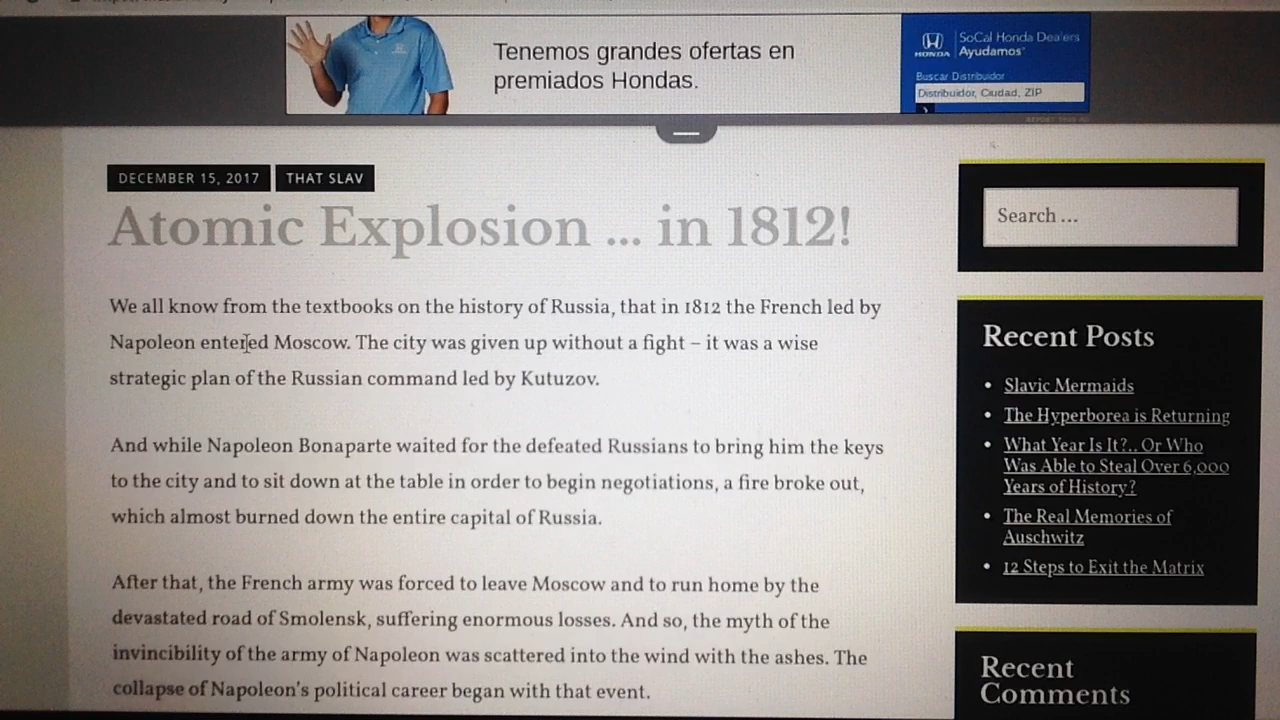 Tenemos grandes ofertas en
premiados Hondas.
HONDA
SoCal Honda Dealers
Ayudamos
Buscar Distribuidor
Distribuidor, Ciudad, ZIP
REPORT THIS AD
DECEMBER 15, 2017
THAT SLAV
Atomic Explosion ... in 1812!
We all know from the textbooks on the history of Russia, that in 1812 the French led by
Napoleon entered Moscow. The city was given up without a fight – it was a wise
strategic plan of the Russian command led by Kutuzov.
And while Napoleon Bonaparte waited for the defeated Russians to bring him the keys
to the city and to sit down at the table in order to begin negotiations, a fire broke out,
which almost burned down the entire capital of Russia.
After that, the French army was forced to leave Moscow and to run home by the
devastated road of Smolensk, suffering enormous losses. And so, the myth of the
invincibility of the army of Napoleon was scattered into the wind with the ashes. The
collapse of Napoleon's political career began with that event.
Search ...
Recent Posts
Slavic Mermaids
The Hyperborea is Returning
What Year Is It?... Or Who
Was Able to Steal Over 6,000
Years of History?
The Real Memories of
Auschwitz
12 Steps to Exit the Matrix
Recent
Comments